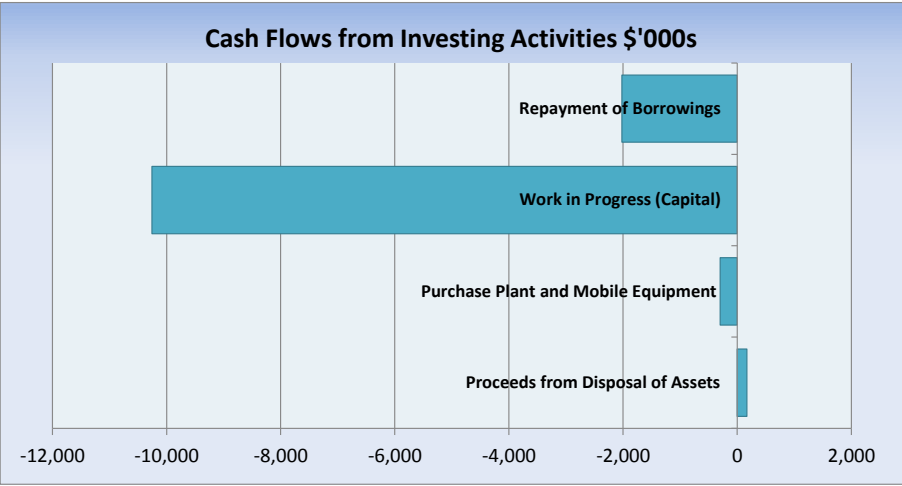 Cash Flows from Investing Activities $'000s
Repayment of Borrowings
Work in Progress (Capital)
Purchase Plant and Mobile Equipment
Proceeds from Disposal of Assets
-12,000 -10,000 -8,000 -6,000 -4,000 -2,000 0 2,000